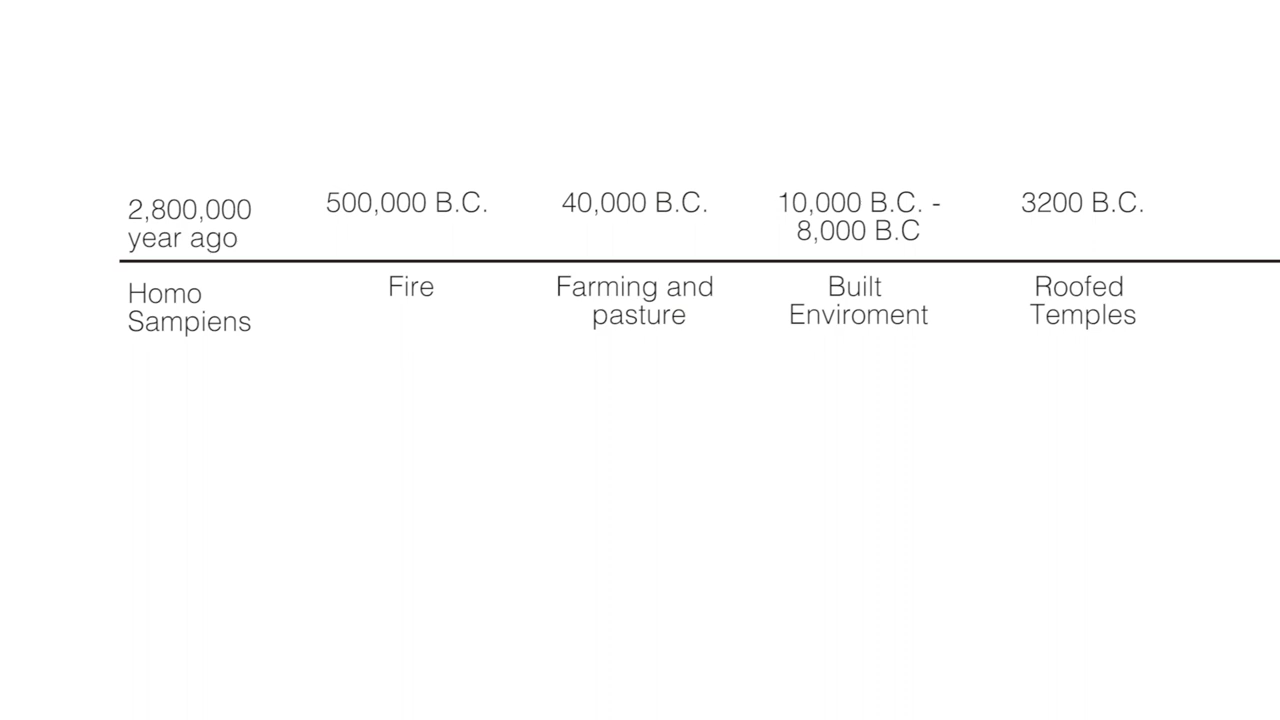 2,800,000
year ago
500,000 B.C.
40,000 B.C.
10,000 B.C. -
8,000 B.C
3200 B.C.
Homo
Sampiens
Fire
Farming and
pasture
Built
Enviroment
Roofed
Temples